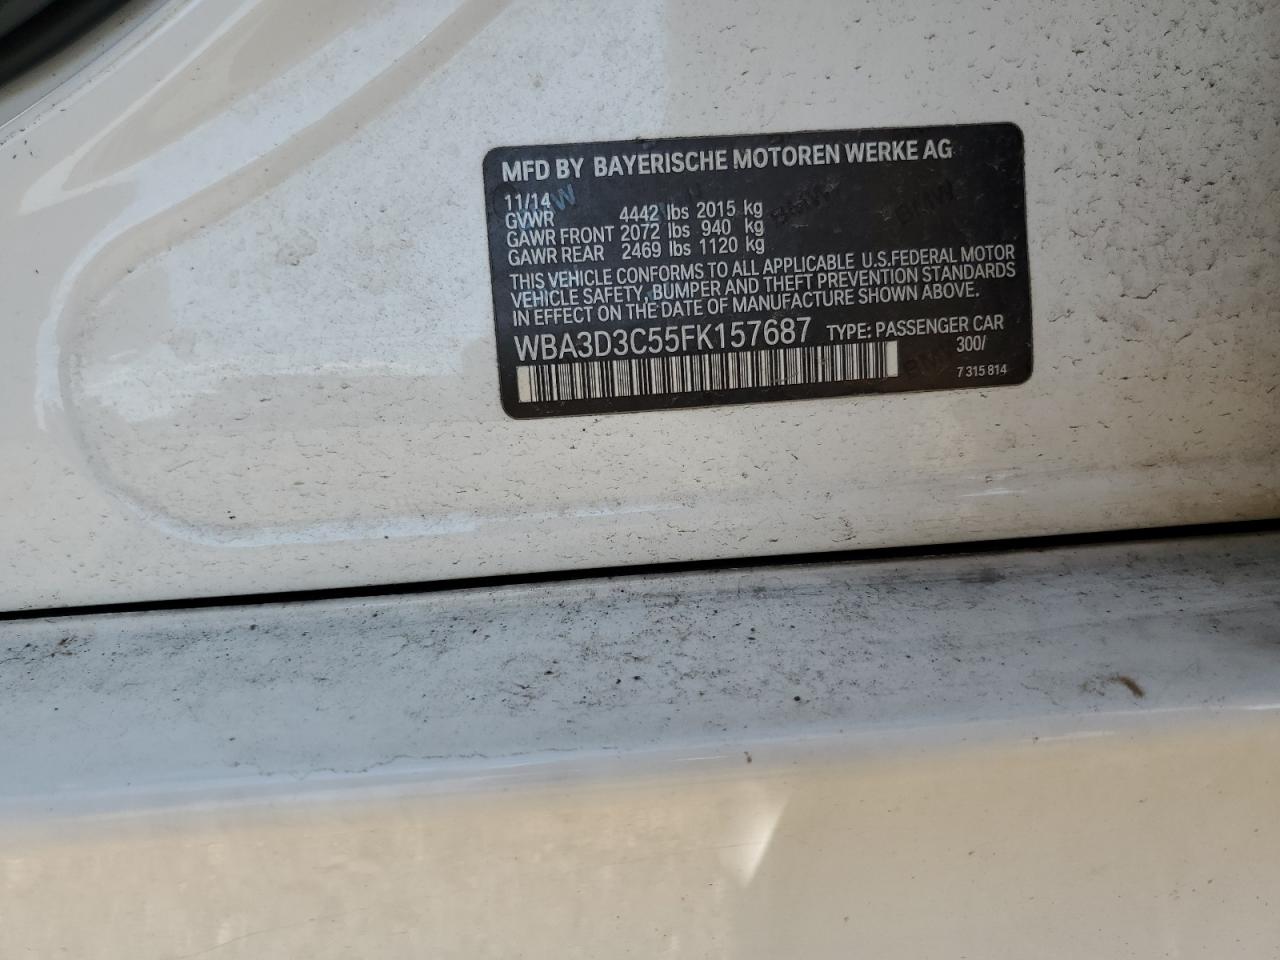 MFD BY BAYERISCHE MOTOREN WERKE AG
11/14
GVWR 4442 lbs 2015 kg
GAWR FRONT 2072 lbs 940 kg
GAWR REAR 2469 lbs 1120 kg
THIS VEHICLE CONFORMS TO ALL APPLICABLE U.S.FEDERAL MOTOR
VEHICLE SAFETY, BUMPER AND THEFT PREVENTION STANDARDS
IN EFFECT ON THE DATE OF MANUFACTURE SHOWN ABOVE.
WBA3D3C55FK157687 TYPE: PASSENGER CAR
300/
7 315 814